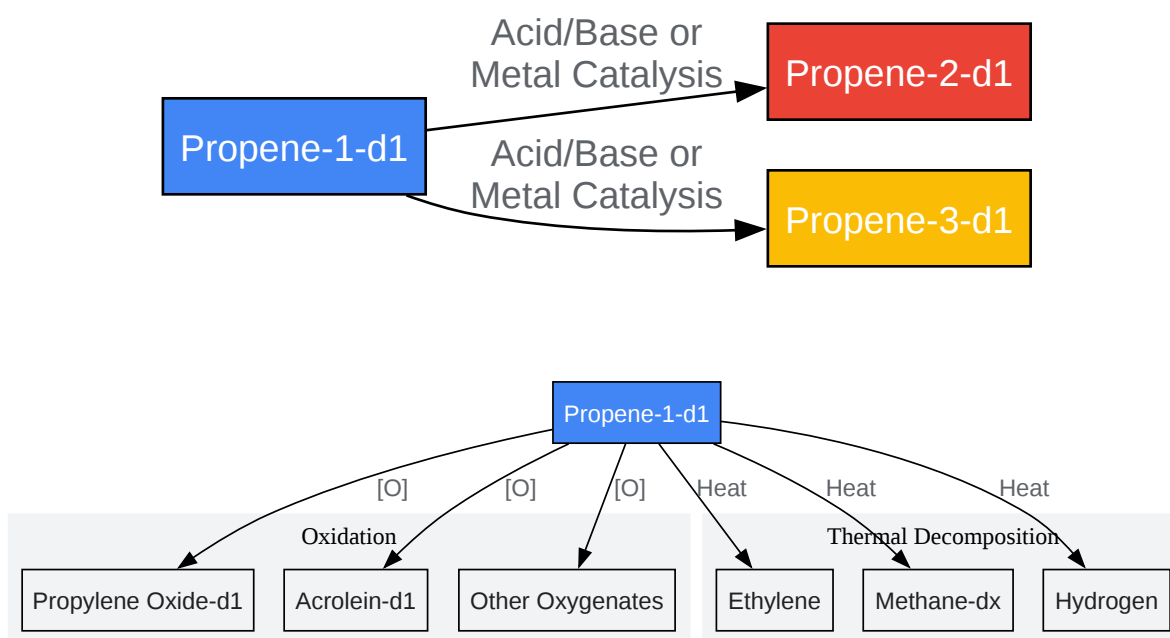 Acid/Base or
Metal Catalysis
Propene-2-d1
Propene-1-d1
Acid/Base or
Metal Catalysis
Propene-3-d1
Propene-1-d1
[O]
[O]
[O]
Heat
Heat
Heat
Oxidation
Thermal Decomposition
Propylene Oxide-d1
Acrolein-d1
Other Oxygenates
Ethylene
Methane-dx
Hydrogen